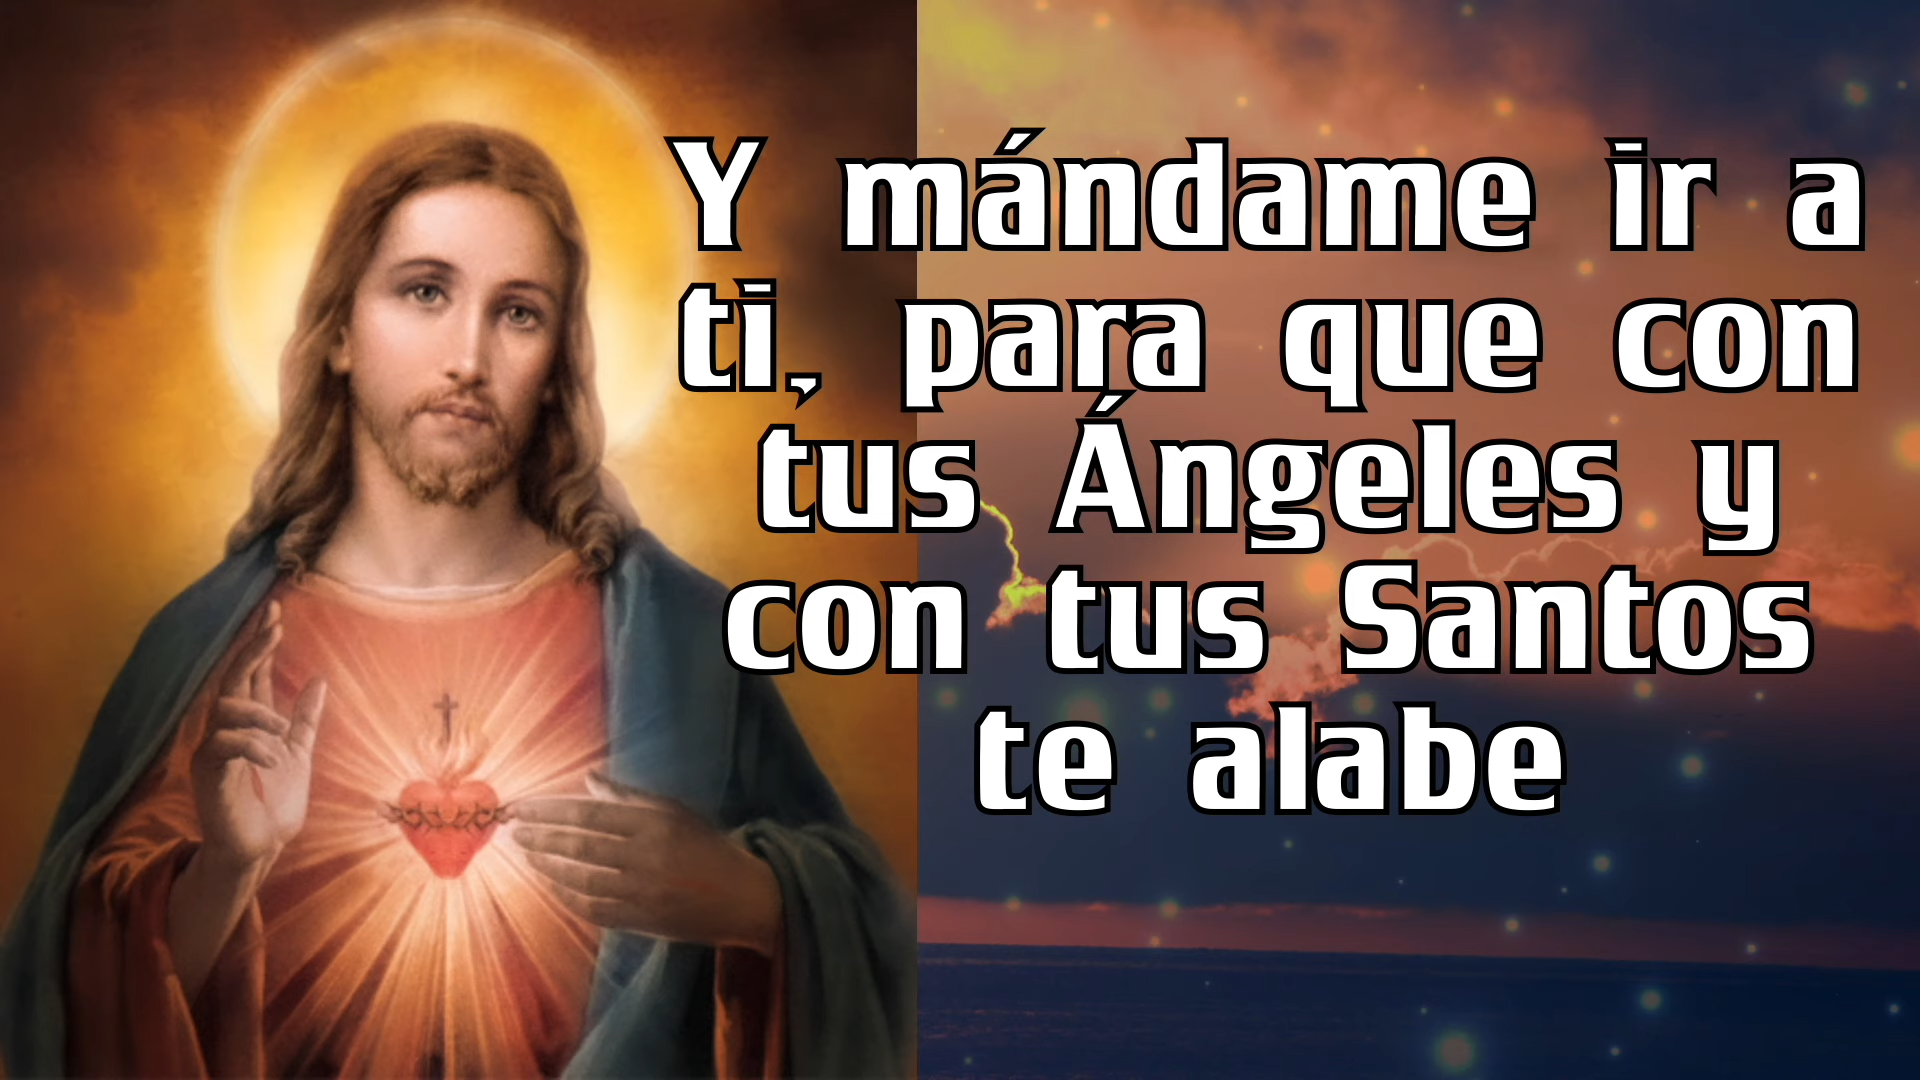 Y mándame ir a
ti, para que con
tus Ángeles y
con tus Santos
te alabe